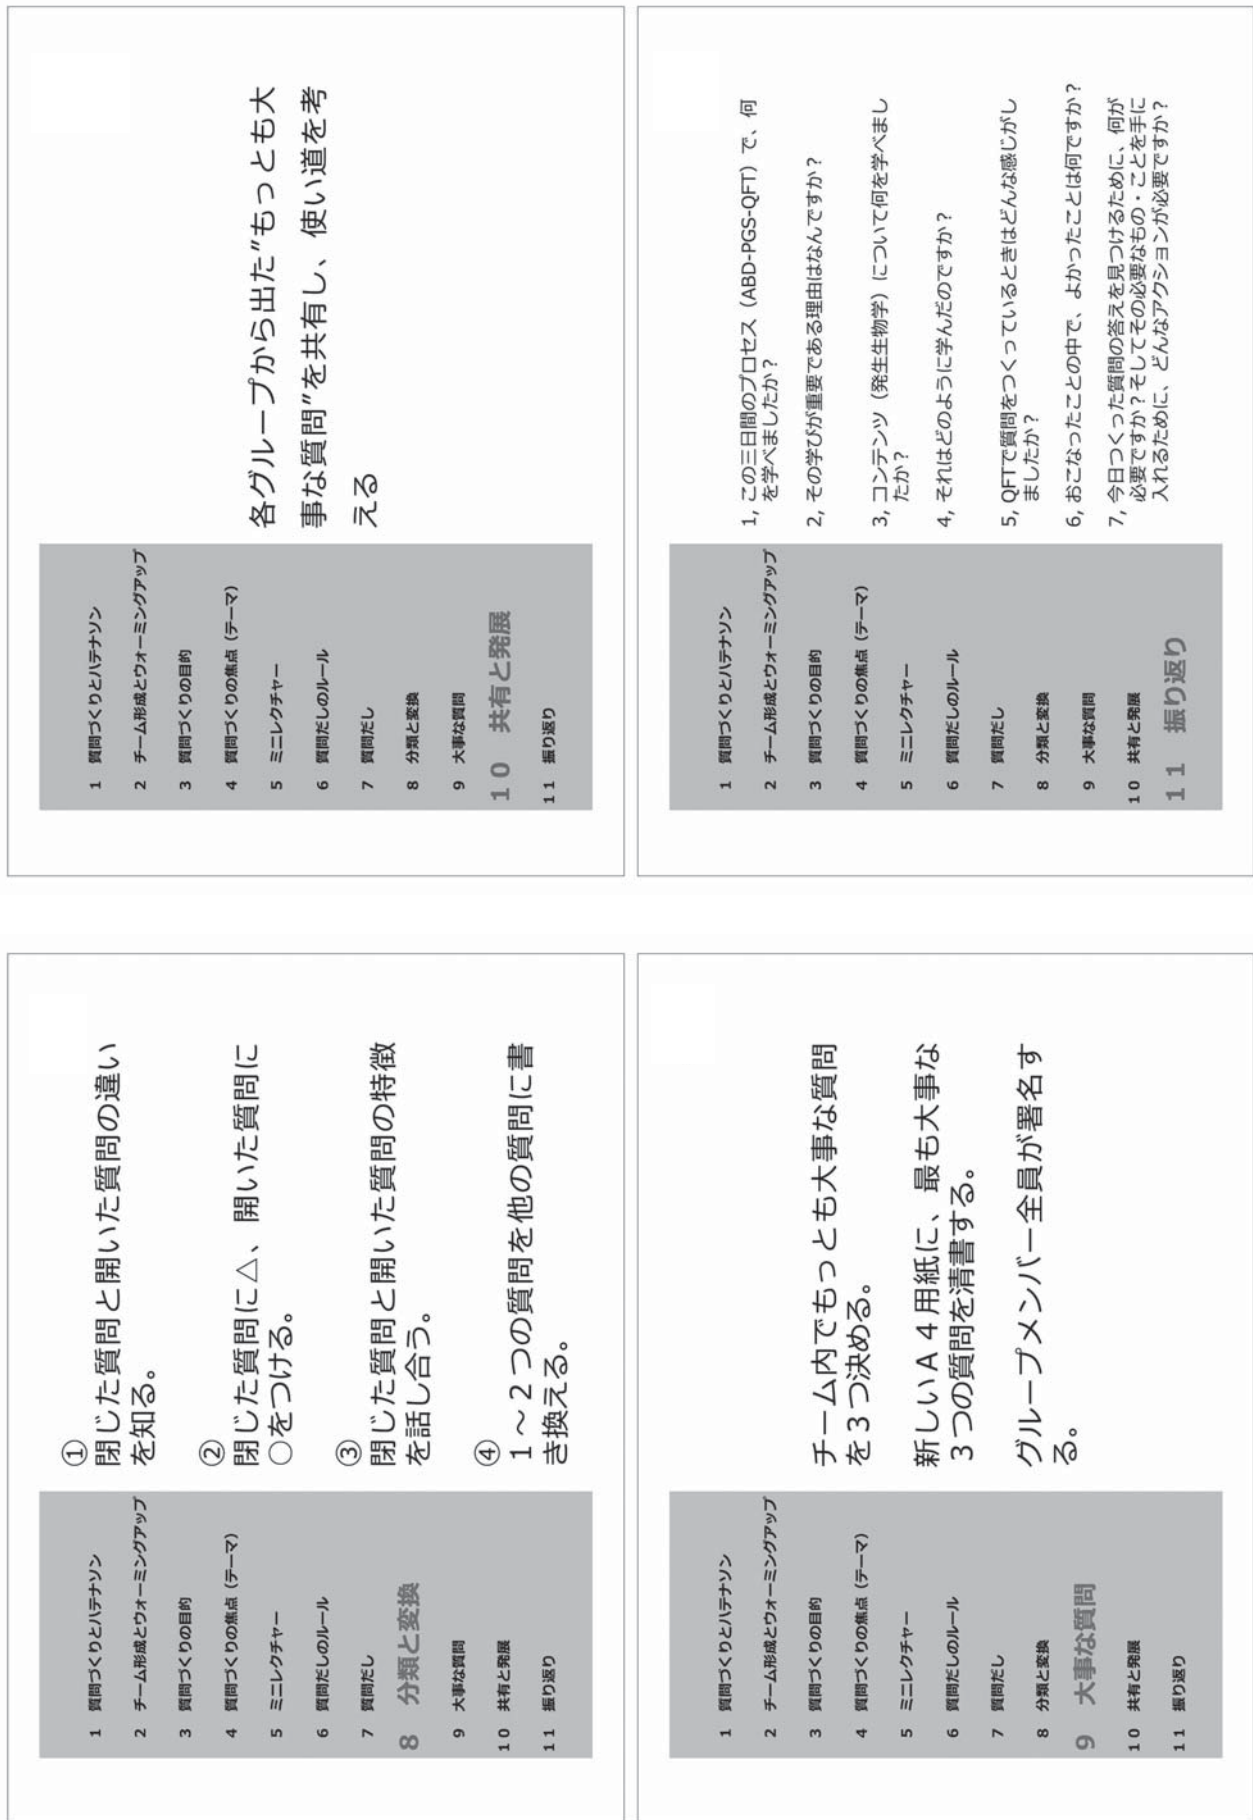 1 質問づくりとハテナソン
2 チーム形成とウォーミングアップ
3 質問づくりの目的
4 質問づくりの焦点（テーマ）
5 ミニレクチャー
6 質問だしのルール
7 質問だし
8 分類と変換
9 大事な質問
10 共有と発展
11 振り返り
①
閉じた質問と開いた質問の違い
を知る。
②
閉じた質問に△、開いた質問に
○をつける。
③
閉じた質問と開いた質問の特徴
を話し合う。
④
１～２つの質問を他の質問に書
き換える。
1 質問づくりとハテナソン
2 チーム形成とウォーミングアップ
3 質問づくりの目的
4 質問づくりの焦点（テーマ）
5 ミニレクチャー
6 質問だしのルール
7 質問だし
8 分類と変換
9 大事な質問
10 共有と発展
11 振り返り
チーム内でもっとも大事な質問
を３つ決める。
新しいＡ４用紙に、最も大事な
３つの質問を清書する。
グループメンバー全員が署名す
る。
1 質問づくりとハテナソン
2 チーム形成とウォーミングアップ
3 質問づくりの目的
4 質問づくりの焦点（テーマ）
5 ミニレクチャー
6 質問だしのルール
7 質問だし
8 分類と変換
9 大事な質問
10 共有と発展
11 振り返り
各グループから出た”もっとも大
事な質問”を共有し、使い道を考
える
1 質問づくりとハテナソン
2 チーム形成とウォーミングアップ
3 質問づくりの目的
4 質問づくりの焦点（テーマ）
5 ミニレクチャー
6 質問だしのルール
7 質問だし
8 分類と変換
9 大事な質問
10 共有と発展
11 振り返り
1, この三日間のプロセス（ABD-PGS-QFT）で、何
を学べましたか？
2, その学びが重要である理由はなんですか？
3, コンテンツ（発生生物学）について何を学べまし
たか？
4, それはどのように学んだのですか？
5, QFTで質問をつくっているときはどんな感じがし
ましたか？
6, おこなったことの中で、よかったことは何ですか？
7, 今日つくった質問の答えを見つけるために、何が
必要ですか？そしてその必要なもの・ことを手に
入れるために、どんなアクションが必要ですか？